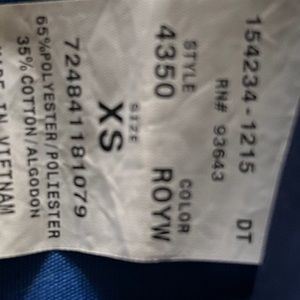 154234-1215 DT
RN# 93643
STYLE COLOR
4350 ROYW
SIZE
XS
724841181079
65%POLYESTER/POLIESTER
35%COTTON/ALGODON
MADE IN VIETNAM